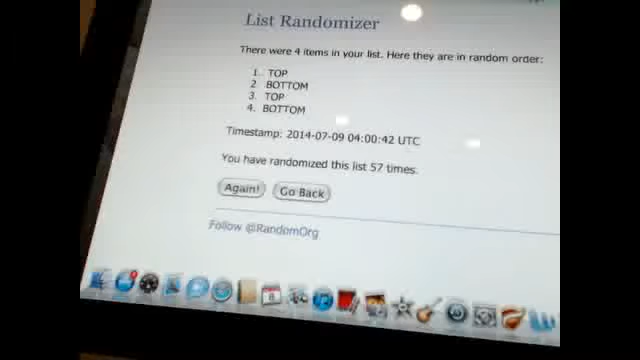 List Randomizer
There were 4 items in your list. Here they are in random order:
1. TOP
2. BOTTOM
3. TOP
4. BOTTOM
Timestamp: 2014-07-09 04:00:42 UTC
You have randomized this list 57 times.
Again! Go Back
Follow @RandomOrg